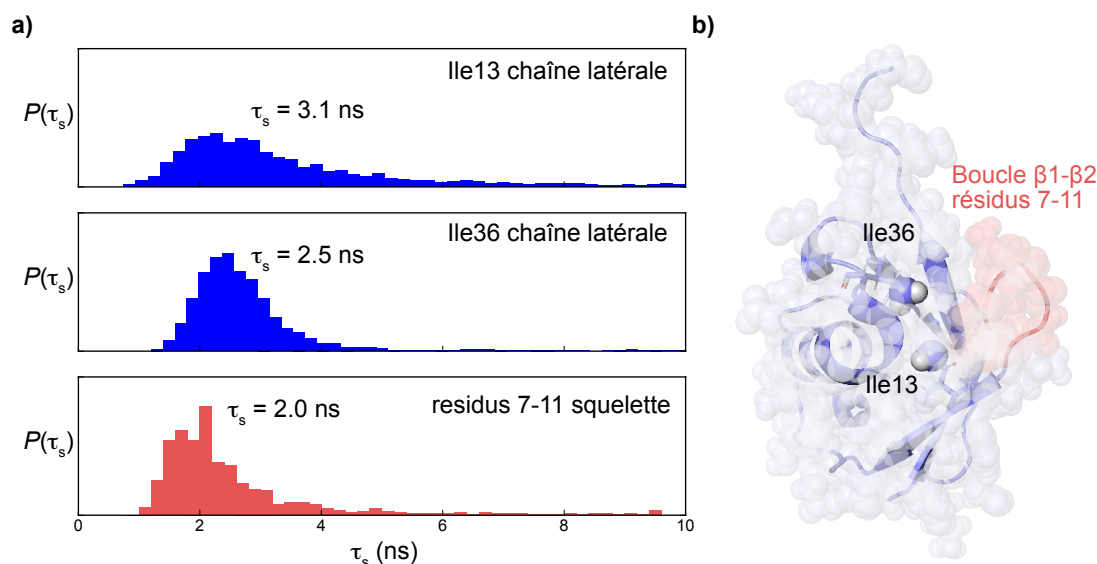 a)
Ile13 chaîne latérale
P(τs)
τs = 3.1 ns
Ile36 chaîne latérale
P(τs)
τs = 2.5 ns
residus 7-11 squelette
P(τs)
τs = 2.0 ns
0 2 4 6 8 10
τs (ns)
b)
Boucle β1-β2
résidus 7-11
Ile36
Ile13